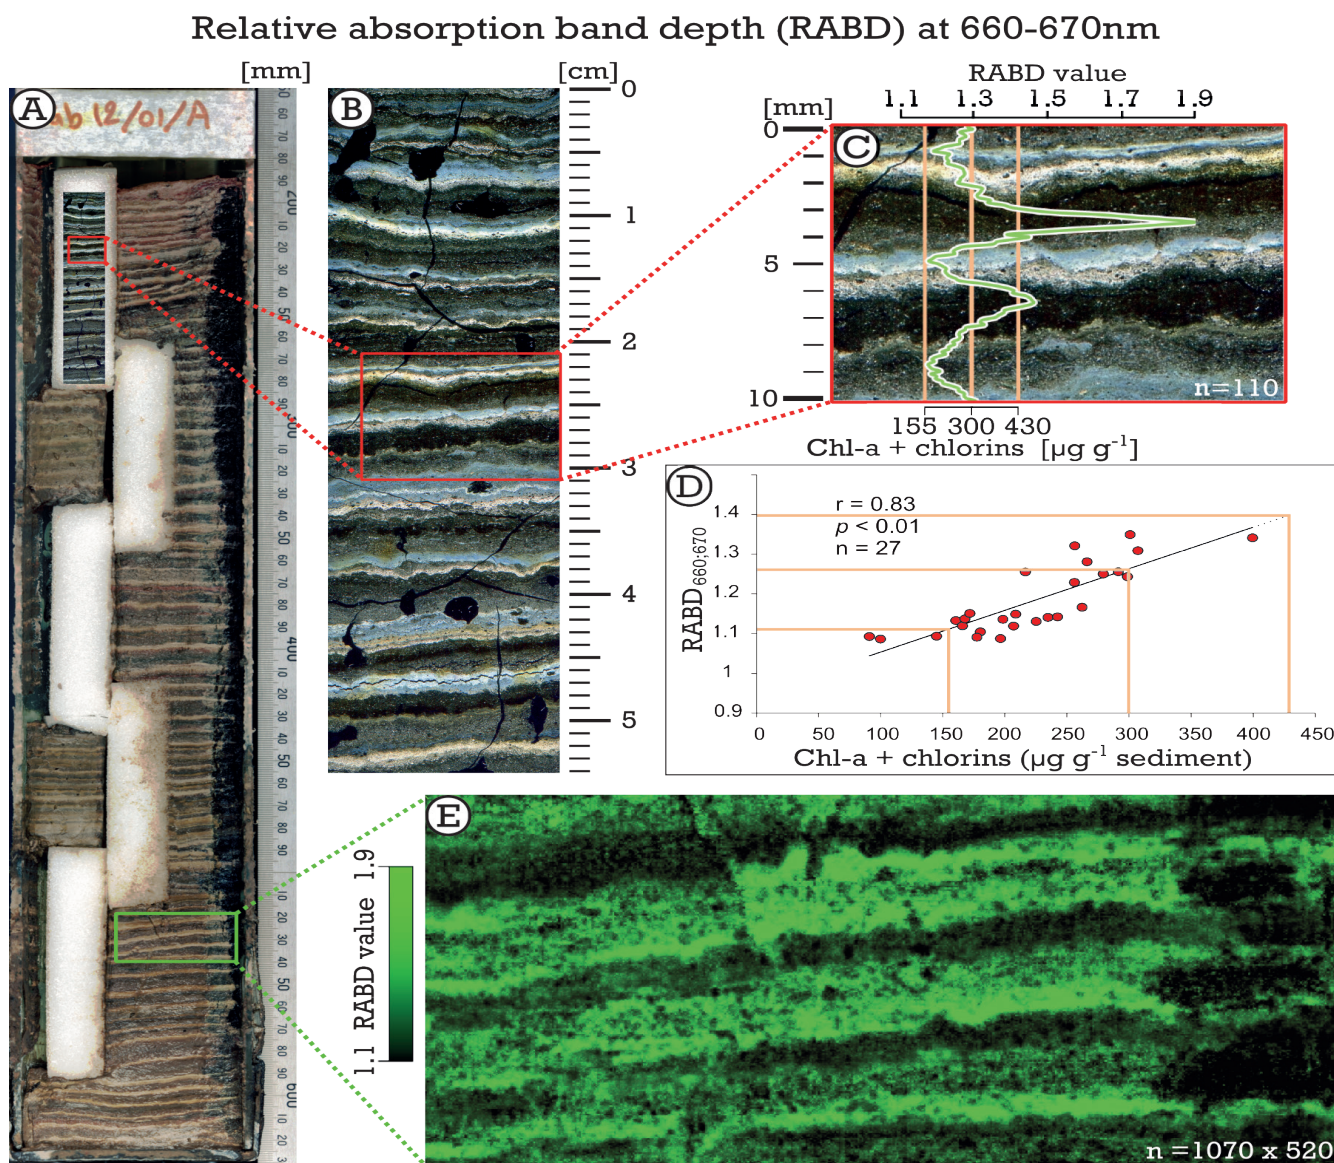 Relative absorption band depth (RABD) at 660-670nm
[mm]
[cm]
RABD value
[mm]
1.1 1.3 1.5 1.7 1.9
A
12/01/A
B
0
1
2
3
4
5
C
0
5
10
n=110
155 300 430
Chl-a + chlorins [µg g⁻¹]
D
r = 0.83
p < 0.01
n = 27
RABD 660;670
1.4
1.3
1.2
1.1
1
0.9
0 50 100 150 200 250 300 350 400 450
Chl-a + chlorins (µg g⁻¹ sediment)
E
1.1 RABD value 1.9
n =1070 x 520